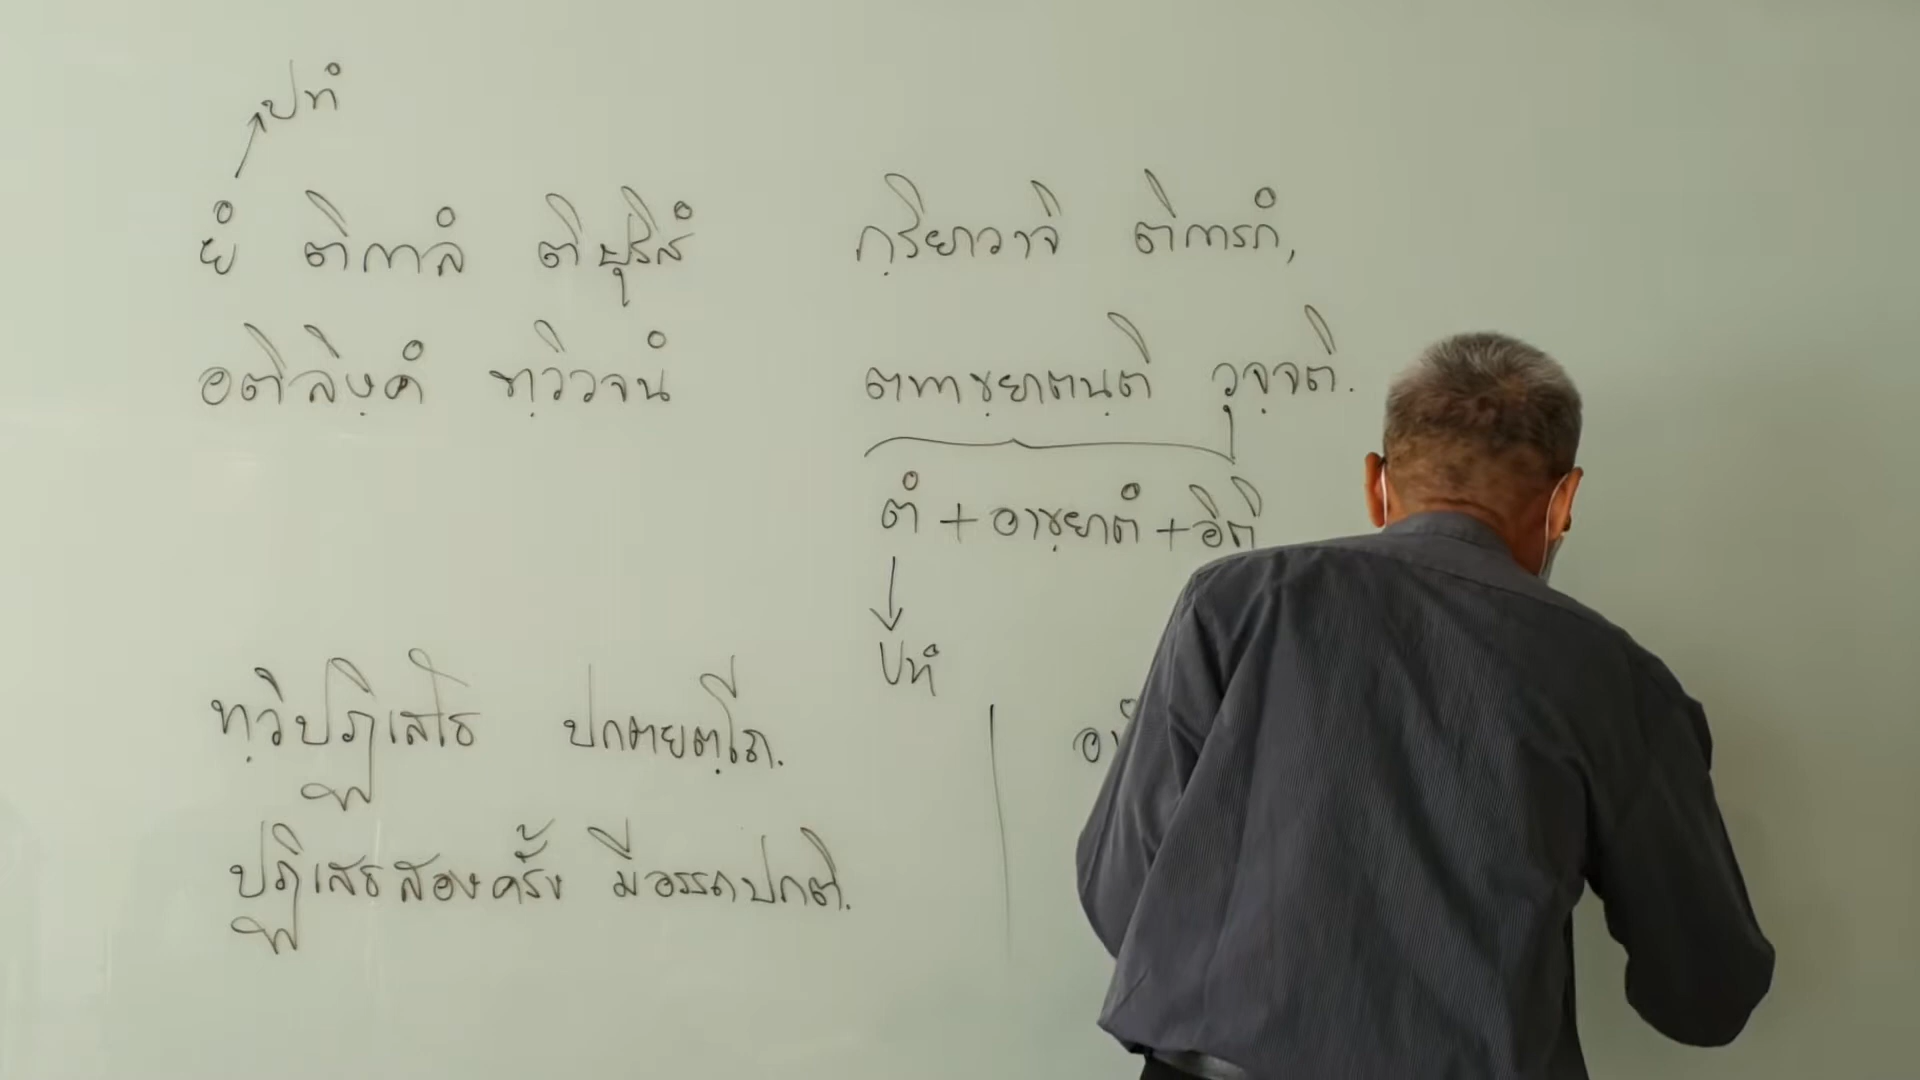 ปทํ
ยํ ติกาลํ ติปุริสํ กฺริยาวาจิ ติการกํ,
อติลิงฺคํ ทฺวิวจนํ ตทาขฺยาตนฺติ วุจฺจติ.
ตํ + อาขฺยาตํ + อิติ
ปทํ
ทฺวิปฏิเสโธ ปกตฺยตฺโถ.
ปฏิเสธสองครั้ง มีอรรถปกติ.